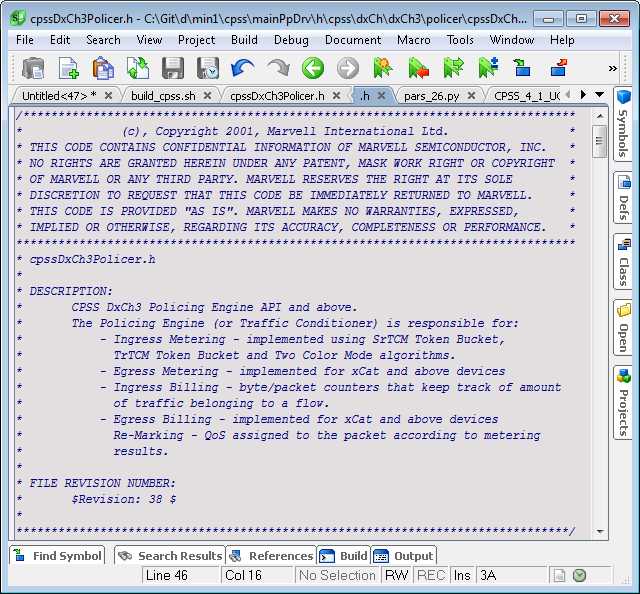 cpssDxCh3Policer.h - C:\Git\d\min1\cpss\mainPpDrv\h\cpss\dxCh\dxCh3\policer\cpssDxCh...
File Edit Search View Project Build Debug Document Macro Tools Window Help
Untitled<47> * build_cpss.sh cpssDxCh3Policer.h .h pars_26.py CPSS_4_1_UG
/*******************************************************************************
* (c), Copyright 2001, Marvell International Ltd. *
* THIS CODE CONTAINS CONFIDENTIAL INFORMATION OF MARVELL SEMICONDUCTOR, INC. *
* NO RIGHTS ARE GRANTED HEREIN UNDER ANY PATENT, MASK WORK RIGHT OR COPYRIGHT *
* OF MARVELL OR ANY THIRD PARTY. MARVELL RESERVES THE RIGHT AT ITS SOLE *
* DISCRETION TO REQUEST THAT THIS CODE BE IMMEDIATELY RETURNED TO MARVELL. *
* THIS CODE IS PROVIDED "AS IS". MARVELL MAKES NO WARRANTIES, EXPRESSED, *
* IMPLIED OR OTHERWISE, REGARDING ITS ACCURACY, COMPLETENESS OR PERFORMANCE. *
********************************************************************************
* cpssDxCh3Policer.h
*
* DESCRIPTION:
* CPSS DxCh3 Policing Engine API and above.
* The Policing Engine (or Traffic Conditioner) is responsible for:
* - Ingress Metering - implemented using SrTCM Token Bucket,
* TrTCM Token Bucket and Two Color Mode algorithms.
* - Egress Metering - implemented for xCat and above devices
* - Ingress Billing - byte/packet counters that keep track of amount
* of traffic belonging to a flow.
* - Egress Billing - implemented for xCat and above devices
* Re-Marking - QoS assigned to the packet according to metering
* results.
*
* FILE REVISION NUMBER:
* $Revision: 38 $
*
*******************************************************************************/
Symbols
Defs
Class
Open
Projects
Find Symbol Search Results References Build Output
Line 46 Col 16 No Selection RW REC Ins 3A